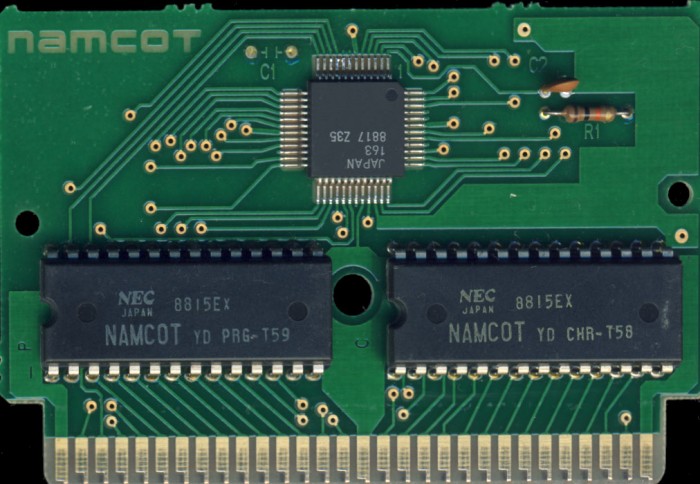 namcot
C1
1
C2
R1
JAPAN
163
8817 Z35
NEC
JAPAN
8815EX
NAMCOT YD PRG-T59
NEC
JAPAN
8815EX
NAMCOT YD CHR-T58
P
C